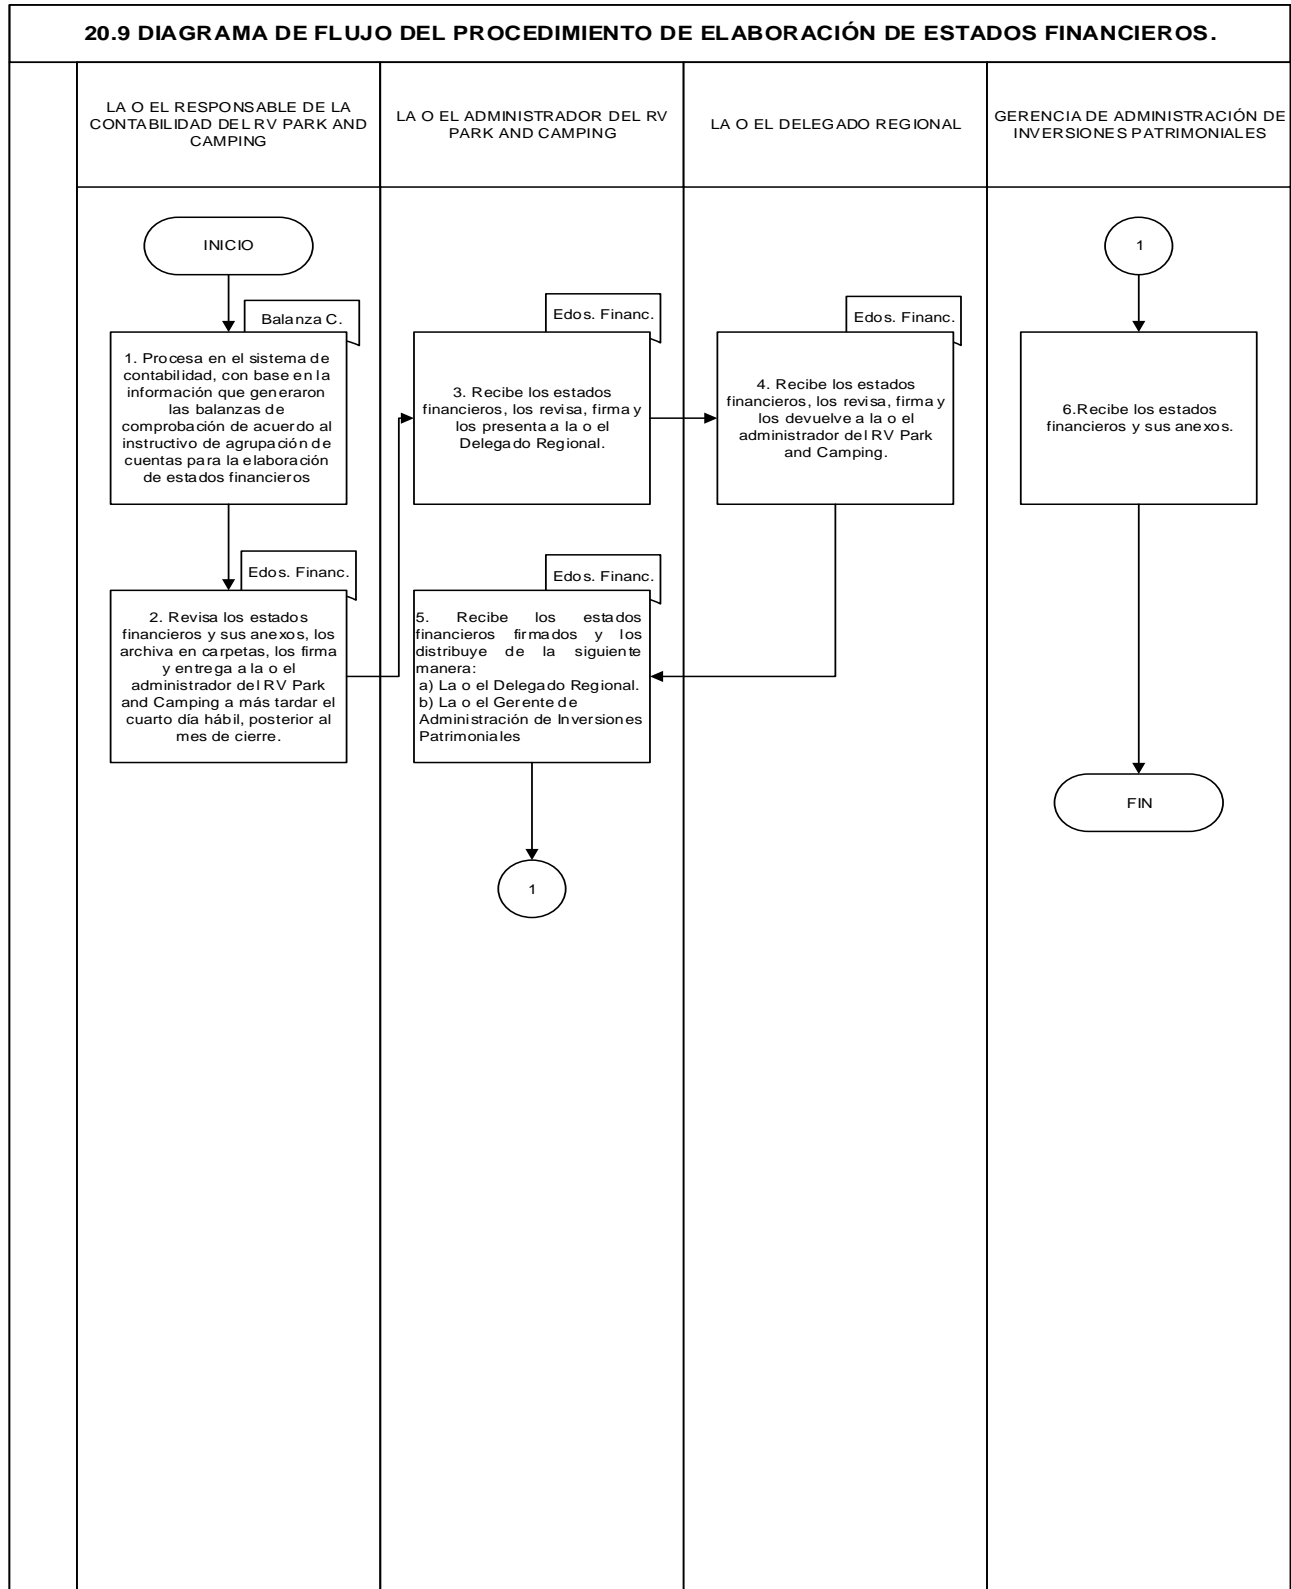 20.9 DIAGRAMA DE FLUJO DEL PROCEDIMIENTO DE ELABORACIÓN DE ESTADOS FINANCIEROS.
LA O EL RESPONSABLE DE LA
CONTABILIDAD DEL RV PARK AND
CAMPING
LA O EL ADMINISTRADOR DEL RV
PARK AND CAMPING
LA O EL DELEGADO REGIONAL
GERENCIA DE ADMINISTRACIÓN DE
INVERSIONES PATRIMONIALES
INICIO
Balanza C.
1. Procesa en el sistema de
contabilidad, con base en la
información que generaron
las balanzas de
comprobación de acuerdo al
instructivo de agrupación de
cuentas para la elaboración
de estados financieros
Edos. Financ.
2. Revisa los estados
financieros y sus anexos, los
archiva en carpetas, los firma
y entrega a la o el
administrador del RV Park
and Camping a más tardar el
cuarto día hábil, posterior al
mes de cierre.
Edos. Financ.
3. Recibe los estados
financieros, los revisa, firma y
los presenta a la o el
Delegado Regional.
Edos. Financ.
4. Recibe los estados
financieros, los revisa, firma y
los devuelve a la o el
administrador del RV Park
and Camping.
Edos. Financ.
5. Recibe los estados
financieros firmados y los
distribuye de la siguiente
manera:
a) La o el Delegado Regional.
b) La o el Gerente de
Administración de Inversiones
Patrimoniales
1
1
6.Recibe los estados
financieros y sus anexos.
FIN